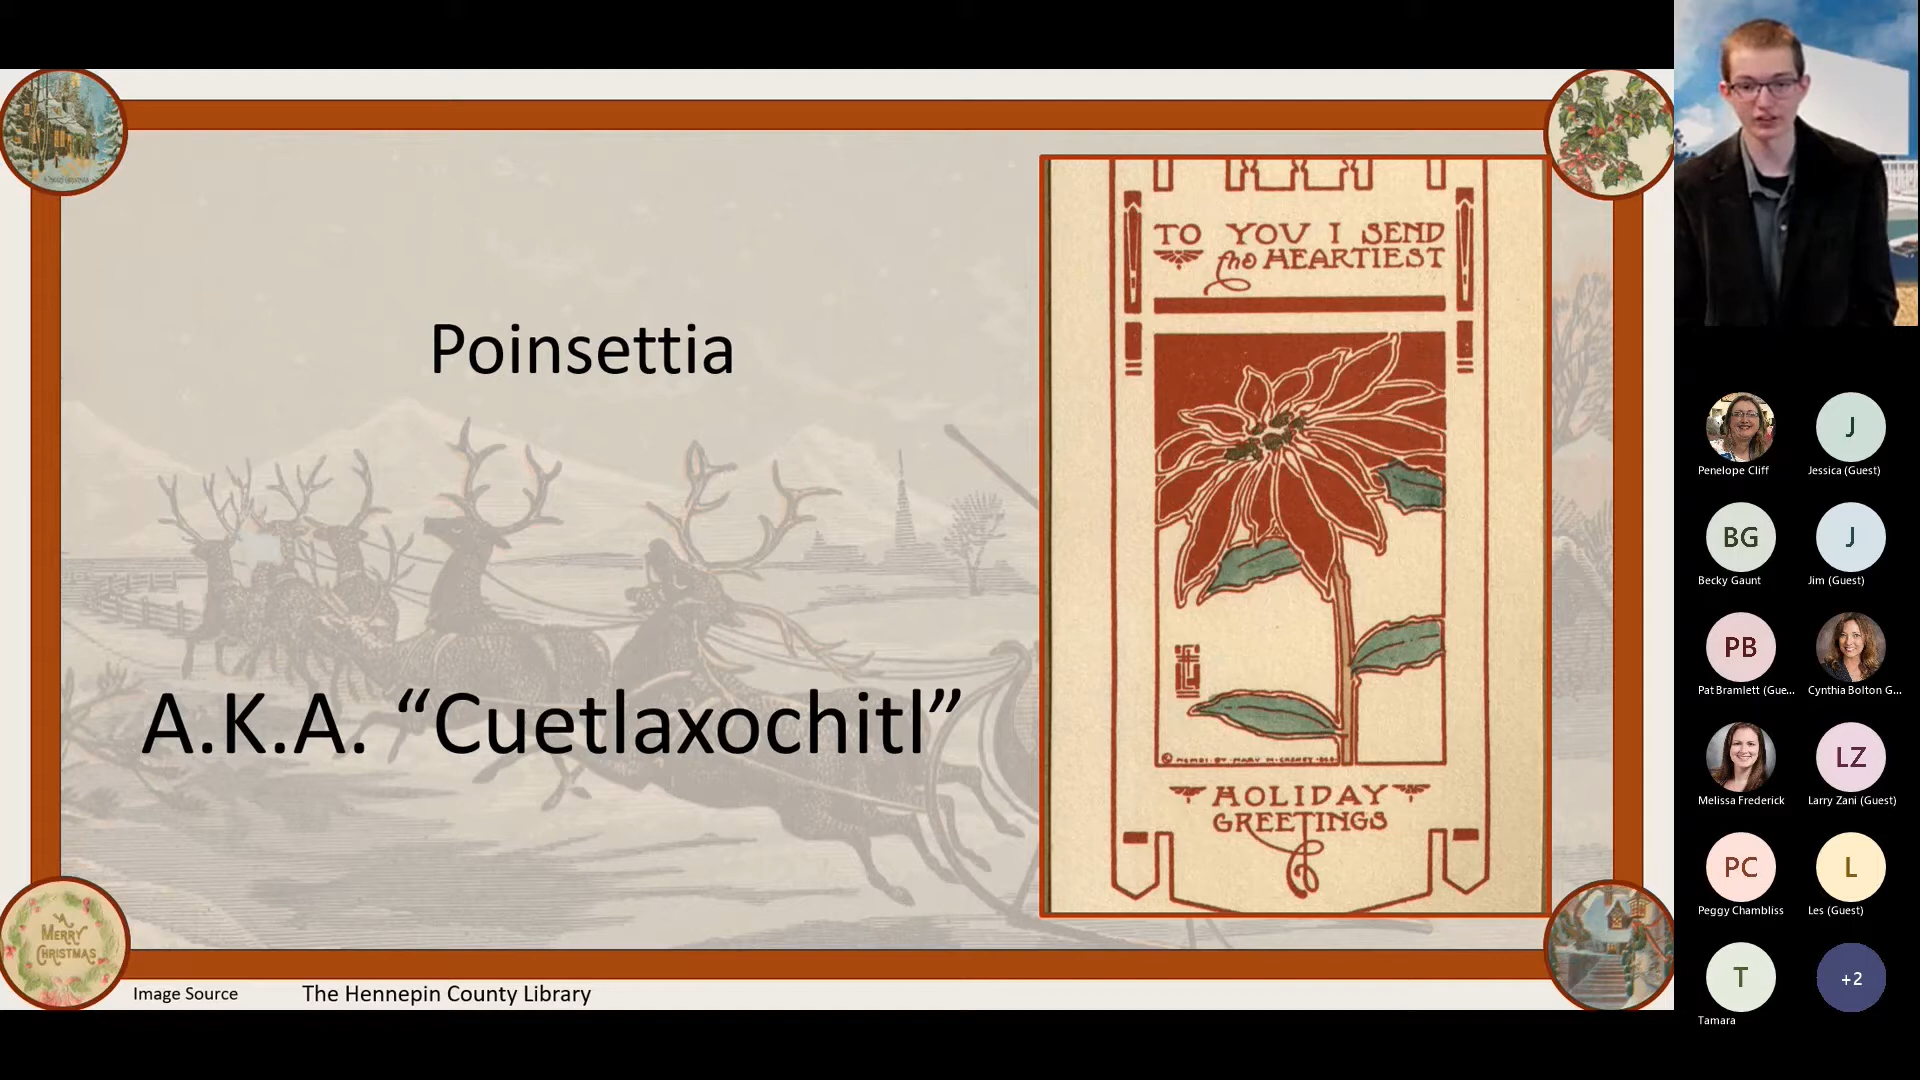 Poinsettia
A.K.A. “Cuetlaxochitl”
TO YOU I SEND
the HEARTIEST
HOLIDAY
GREETINGS
A
MERRY
CHRISTMAS
Image Source
The Hennepin County Library
Penelope Cliff
J
Jessica (Guest)
BG
Becky Gaunt
J
Jim (Guest)
PB
Pat Bramlett (Gue...
Cynthia Bolton G...
Melissa Frederick
LZ
Larry Zani (Guest)
PC
Peggy Chambliss
L
Les (Guest)
T
Tamara
+2